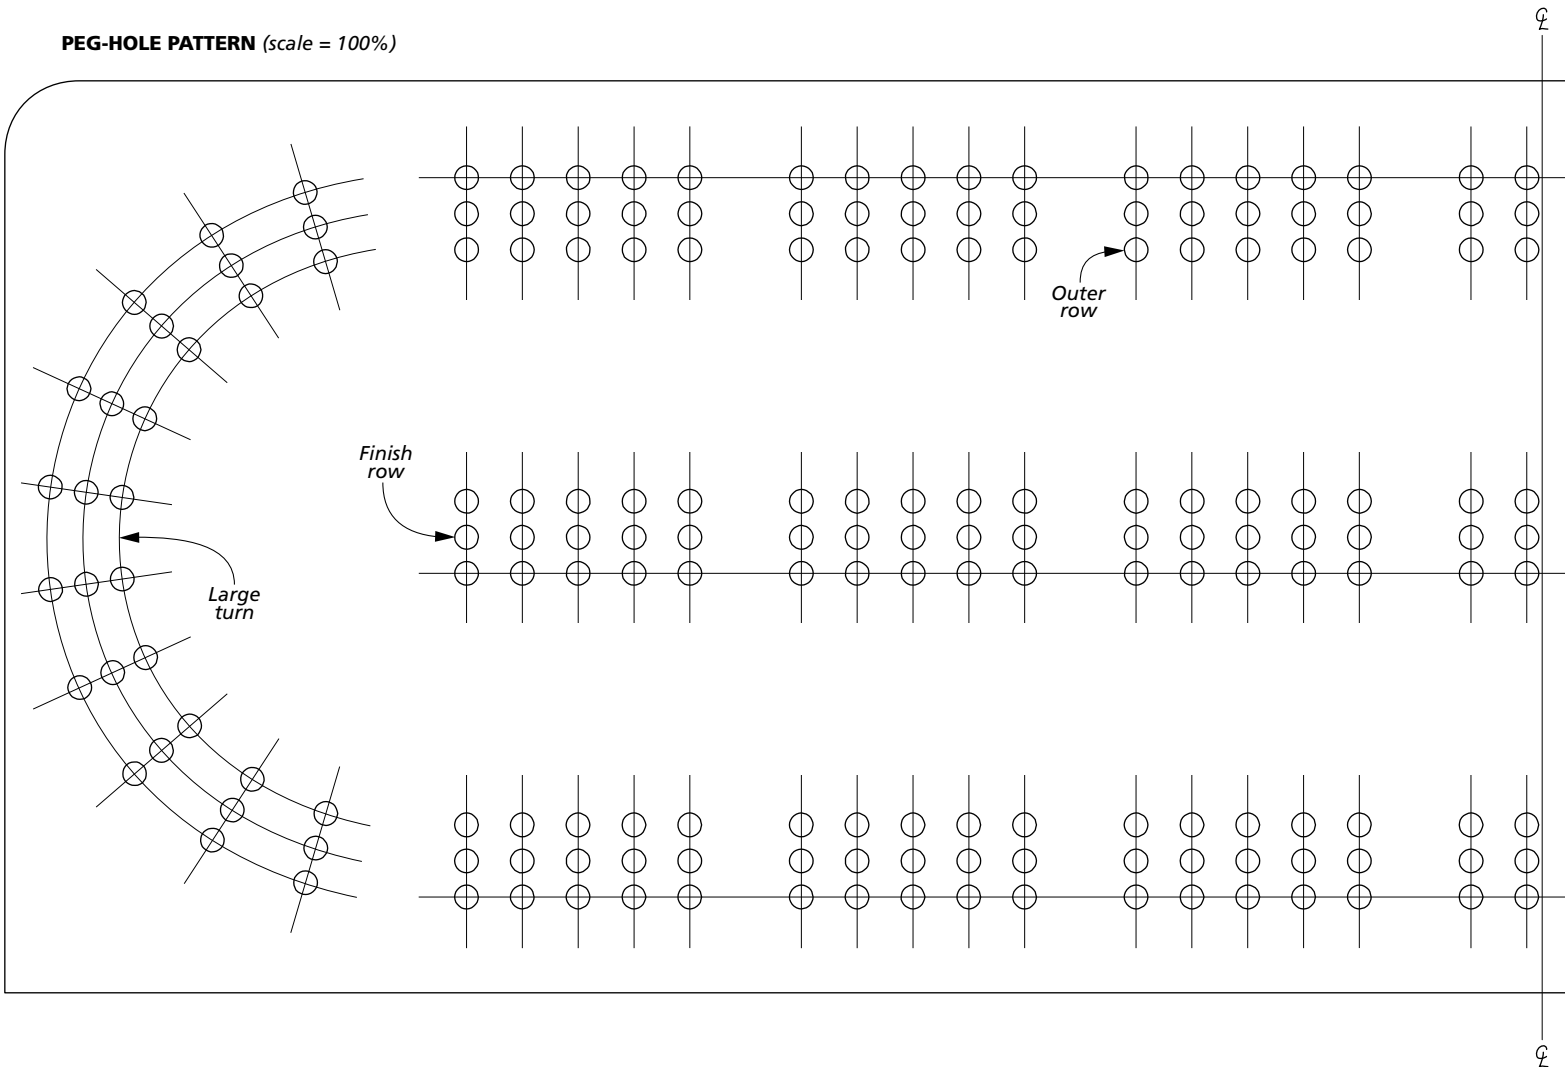 ℄
PEG-HOLE PATTERN (scale = 100%)
Outer
row
Finish
row
Large
turn
℄